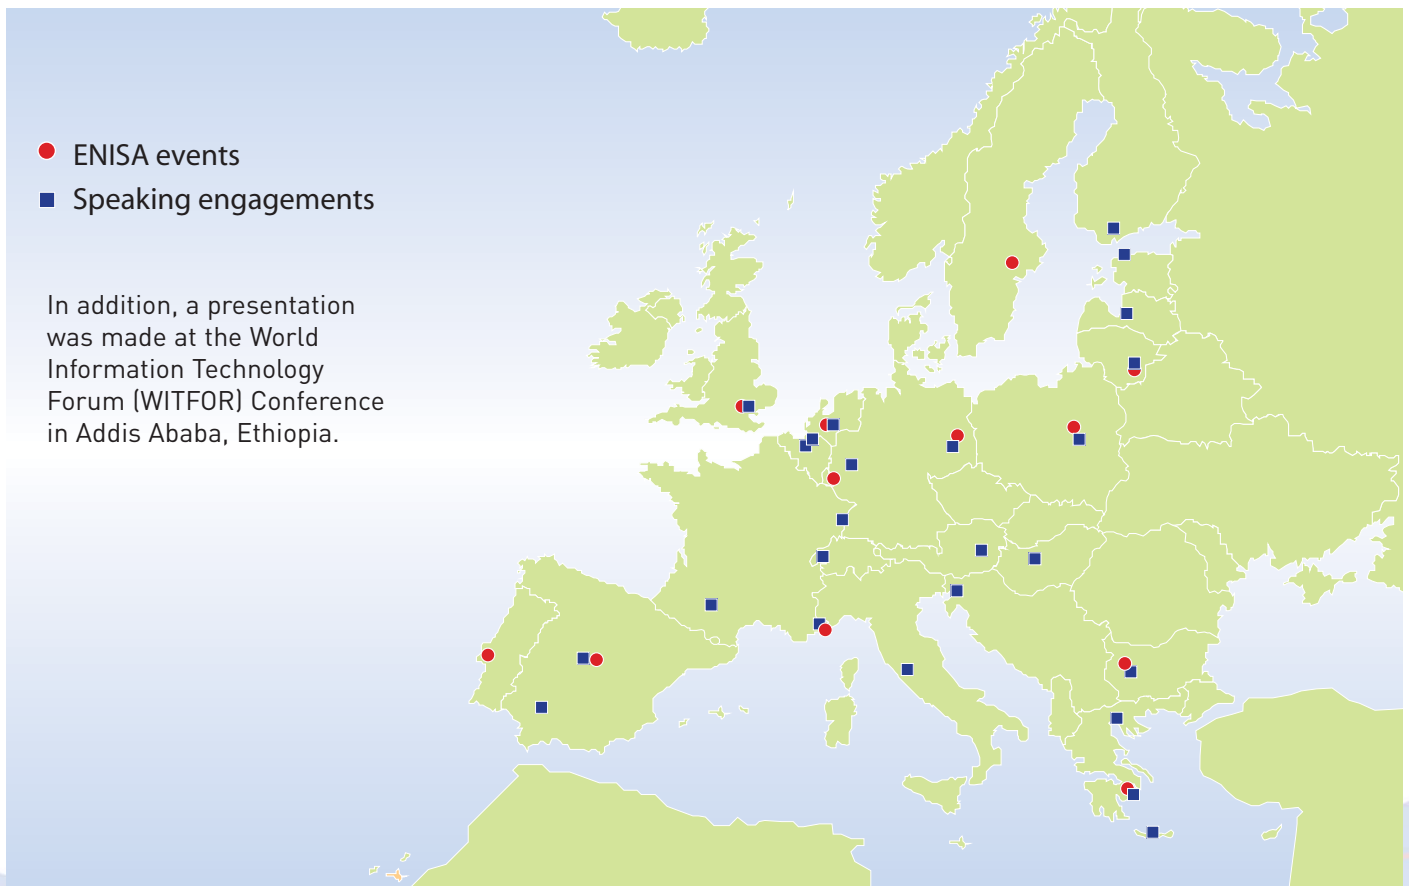 ENISA events
Speaking engagements
In addition, a presentation
was made at the World
Information Technology
Forum (WITFOR) Conference
in Addis Ababa, Ethiopia.